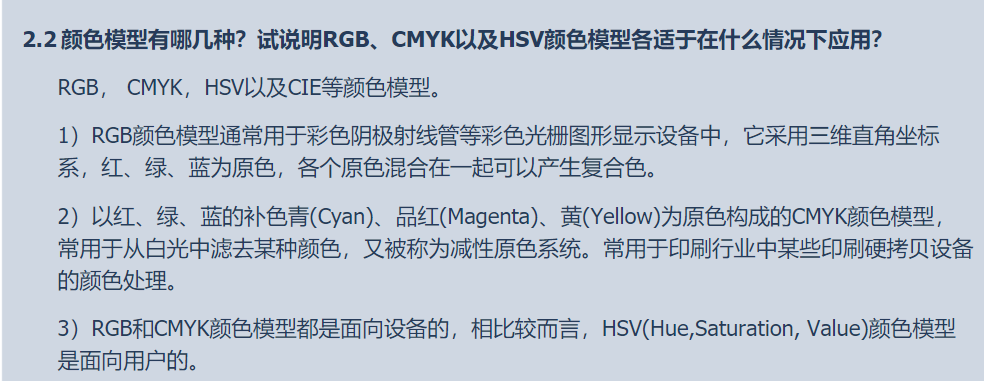 2.2 颜色模型有哪几种？试说明RGB、CMYK以及HSV颜色模型各适于在什么情况下应用？
RGB， CMYK，HSV以及CIE等颜色模型。
1）RGB颜色模型通常用于彩色阴极射线管等彩色光栅图形显示设备中，它采用三维直角坐标
系，红、绿、蓝为原色，各个原色混合在一起可以产生复合色。
2）以红、绿、蓝的补色青(Cyan)、品红(Magenta)、黄(Yellow)为原色构成的CMYK颜色模型，
常用于从白光中滤去某种颜色，又被称为减性原色系统。常用于印刷行业中某些印刷硬拷贝设备
的颜色处理。
3）RGB和CMYK颜色模型都是面向设备的，相比较而言，HSV(Hue,Saturation, Value)颜色模型
是面向用户的。